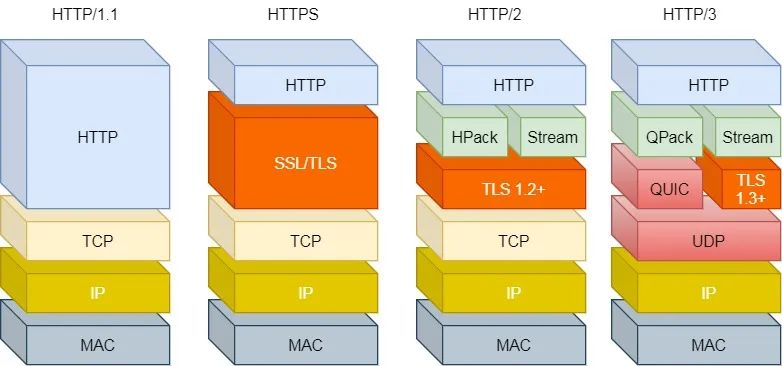 HTTP/1.1 HTTPS HTTP/2 HTTP/3
HTTP HTTP HTTP
HTTP
HPack Stream QPack Stream
SSL/TLS
TLS 1.2+ QUIC TLS
1.3+
TCP TCP TCP UDP
IP IP IP IP
MAC MAC MAC MAC